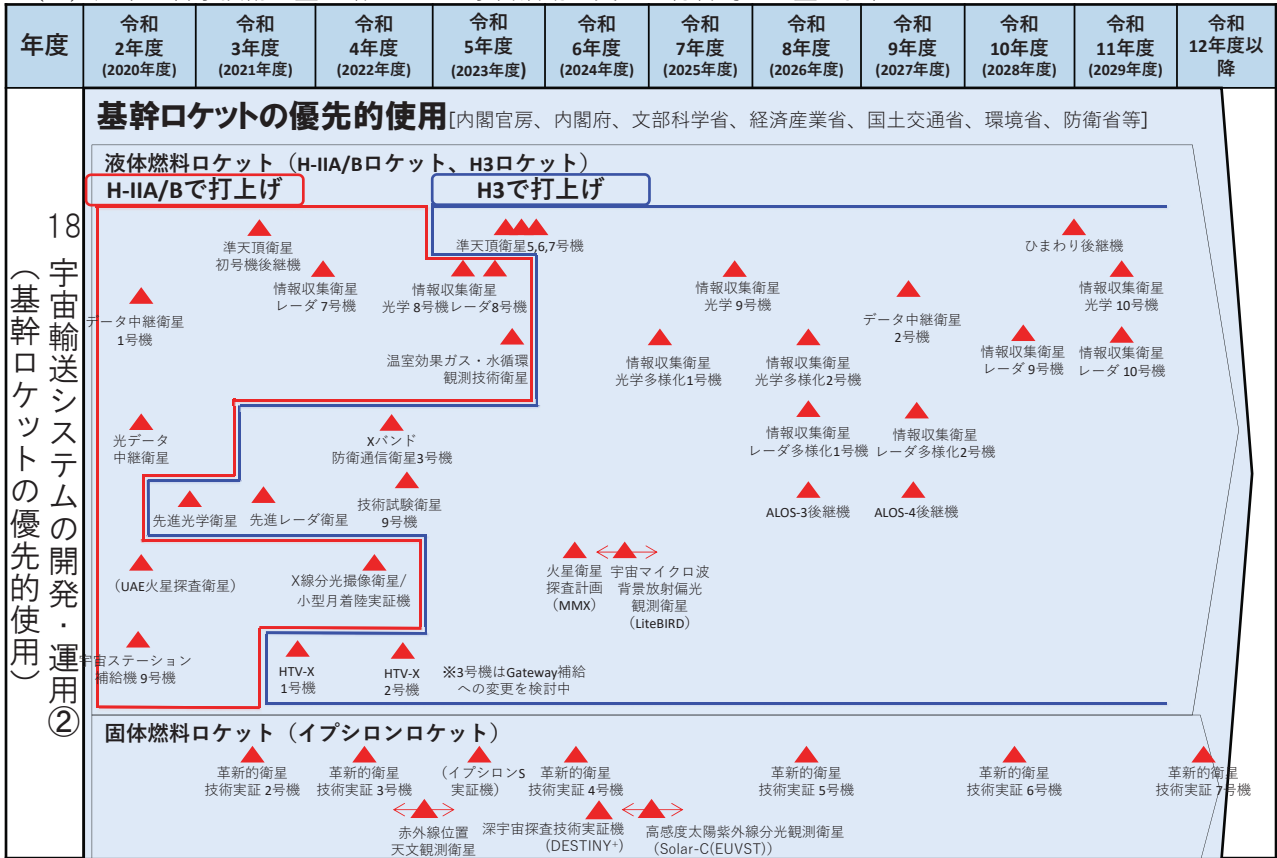 年度
令和
2年度
(2020年度)
令和
3年度
(2021年度)
令和
4年度
(2022年度)
令和
5年度
(2023年度)
令和
6年度
(2024年度)
令和
7年度
(2025年度)
令和
8年度
(2026年度)
令和
9年度
(2027年度)
令和
10年度
(2028年度)
令和
11年度
(2029年度)
令和
12年度以
降
18 宇宙輸送システムの開発・運用②
（基幹ロケットの優先的使用）
基幹ロケットの優先的使用[内閣官房、内閣府、文部科学省、経済産業省、国土交通省、環境省、防衛省等]
液体燃料ロケット（H-IIA/Bロケット、H3ロケット）
H-IIA/Bで打上げ
H3で打上げ
準天頂衛星
初号機後継機
準天頂衛星5,6,7号機
ひまわり後継機
データ中継衛星
1号機
情報収集衛星
レーダ 7号機
情報収集衛星
光学 8号機レーダ8号機
情報収集衛星
光学 9号機
データ中継衛星
2号機
情報収集衛星
光学 10号機
温室効果ガス・水循環
観測技術衛星
情報収集衛星
光学多様化1号機
情報収集衛星
光学多様化2号機
情報収集衛星
レーダ 9号機
情報収集衛星
レーダ 10号機
光データ
中継衛星
Xバンド
防衛通信衛星3号機
情報収集衛星
レーダ多様化1号機
情報収集衛星
レーダ多様化2号機
先進光学衛星
先進レーダ衛星
技術試験衛星
9号機
ALOS-3後継機
ALOS-4後継機
（UAE火星探査衛星）
X線分光撮像衛星/
小型月着陸実証機
火星衛星
探査計画
（MMX）
宇宙マイクロ波
背景放射偏光
観測衛星
（LiteBIRD）
宇宙ステーション
補給機 9号機
HTV-X
1号機
HTV-X
2号機
※3号機はGateway補給
への変更を検討中
固体燃料ロケット（イプシロンロケット）
革新的衛星
技術実証 2号機
革新的衛星
技術実証 3号機
（イプシロンS
実証機）
革新的衛星
技術実証 4号機
革新的衛星
技術実証 5号機
革新的衛星
技術実証 6号機
革新的衛星
技術実証 7号機
赤外線位置
天文観測衛星
深宇宙探査技術実証機
(DESTINY⁺)
高感度太陽紫外線分光観測衛星
(Solar-C(EUVST))